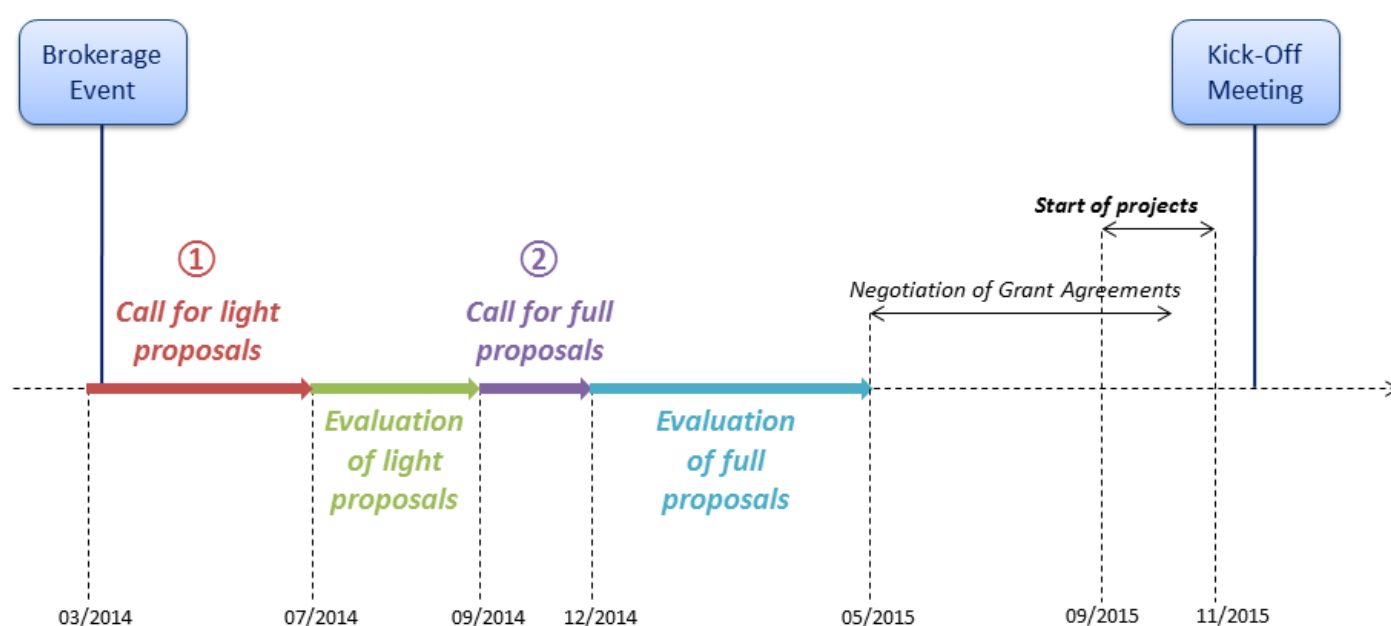 Brokerage
Event
Kick-Off
Meeting
Start of projects
①
Call for light
proposals
②
Call for full
proposals
Negotiation of Grant Agreements
Evaluation
of light
proposals
Evaluation
of full
proposals
03/2014
07/2014
09/2014
12/2014
05/2015
09/2015
11/2015